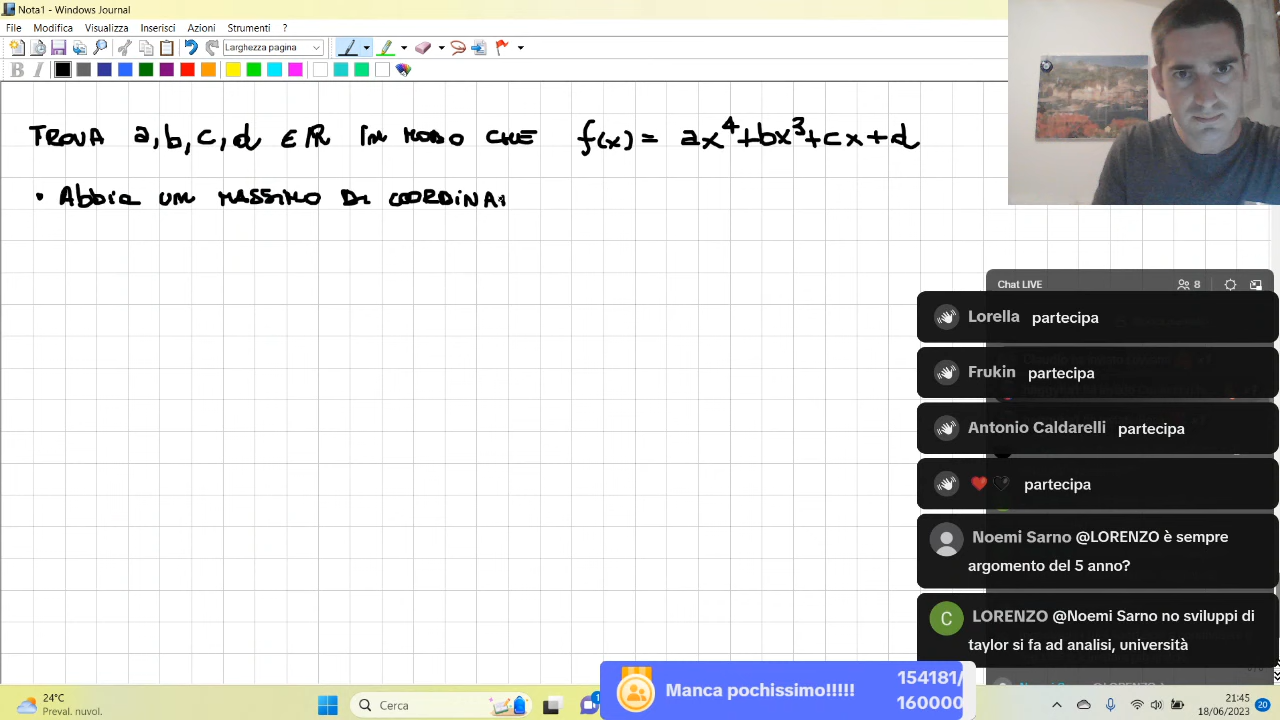 Nota1 - Windows Journal
File Modifica Visualizza Inserisci Azioni Strumenti ?
Larghezza pagina
B I
TROVA a, b, c, d ∈ ℝ IN MODO CHE f(x) = ax⁴+bx³+cx+d
• Abbia un MASSIMO DI COORDINA
Chat LIVE 8
Lorella partecipa
Frukin partecipa
Antonio Caldarelli partecipa
❤️🖤 partecipa
Noemi Sarno @LORENZO è sempre
argomento del 5 anno?
C LORENZO @Noemi Sarno no sviluppi di
taylor si fa ad analisi, università
Manca pochissimo!!!!! 154181/
160000
24°C
Preval. nuvol.
Cerca
21:45
18/06/2023
20